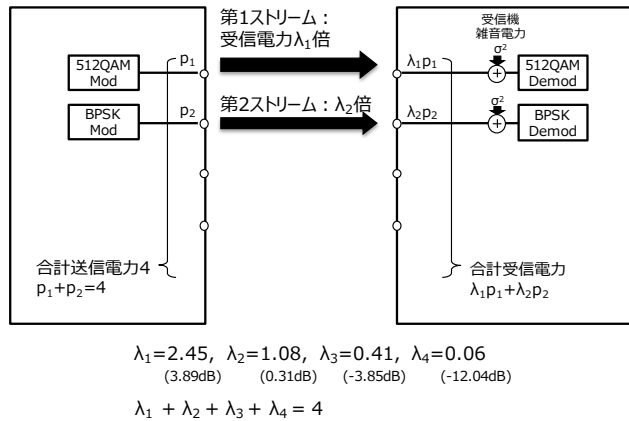 第1ストリーム：
受信電力λ₁倍
受信機
雑音電力
σ²
512QAM
Mod
p₁
λ₁p₁
+
512QAM
Demod
BPSK
Mod
p₂
第2ストリーム：λ₂倍
λ₂p₂
σ²
+
BPSK
Demod
合計送信電力4
p₁+p₂=4
合計受信電力
λ₁p₁+λ₂p₂
λ₁=2.45, λ₂=1.08, λ₃=0.41, λ₄=0.06
(3.89dB) (0.31dB) (-3.85dB) (-12.04dB)
λ₁ + λ₂ + λ₃ + λ₄ = 4